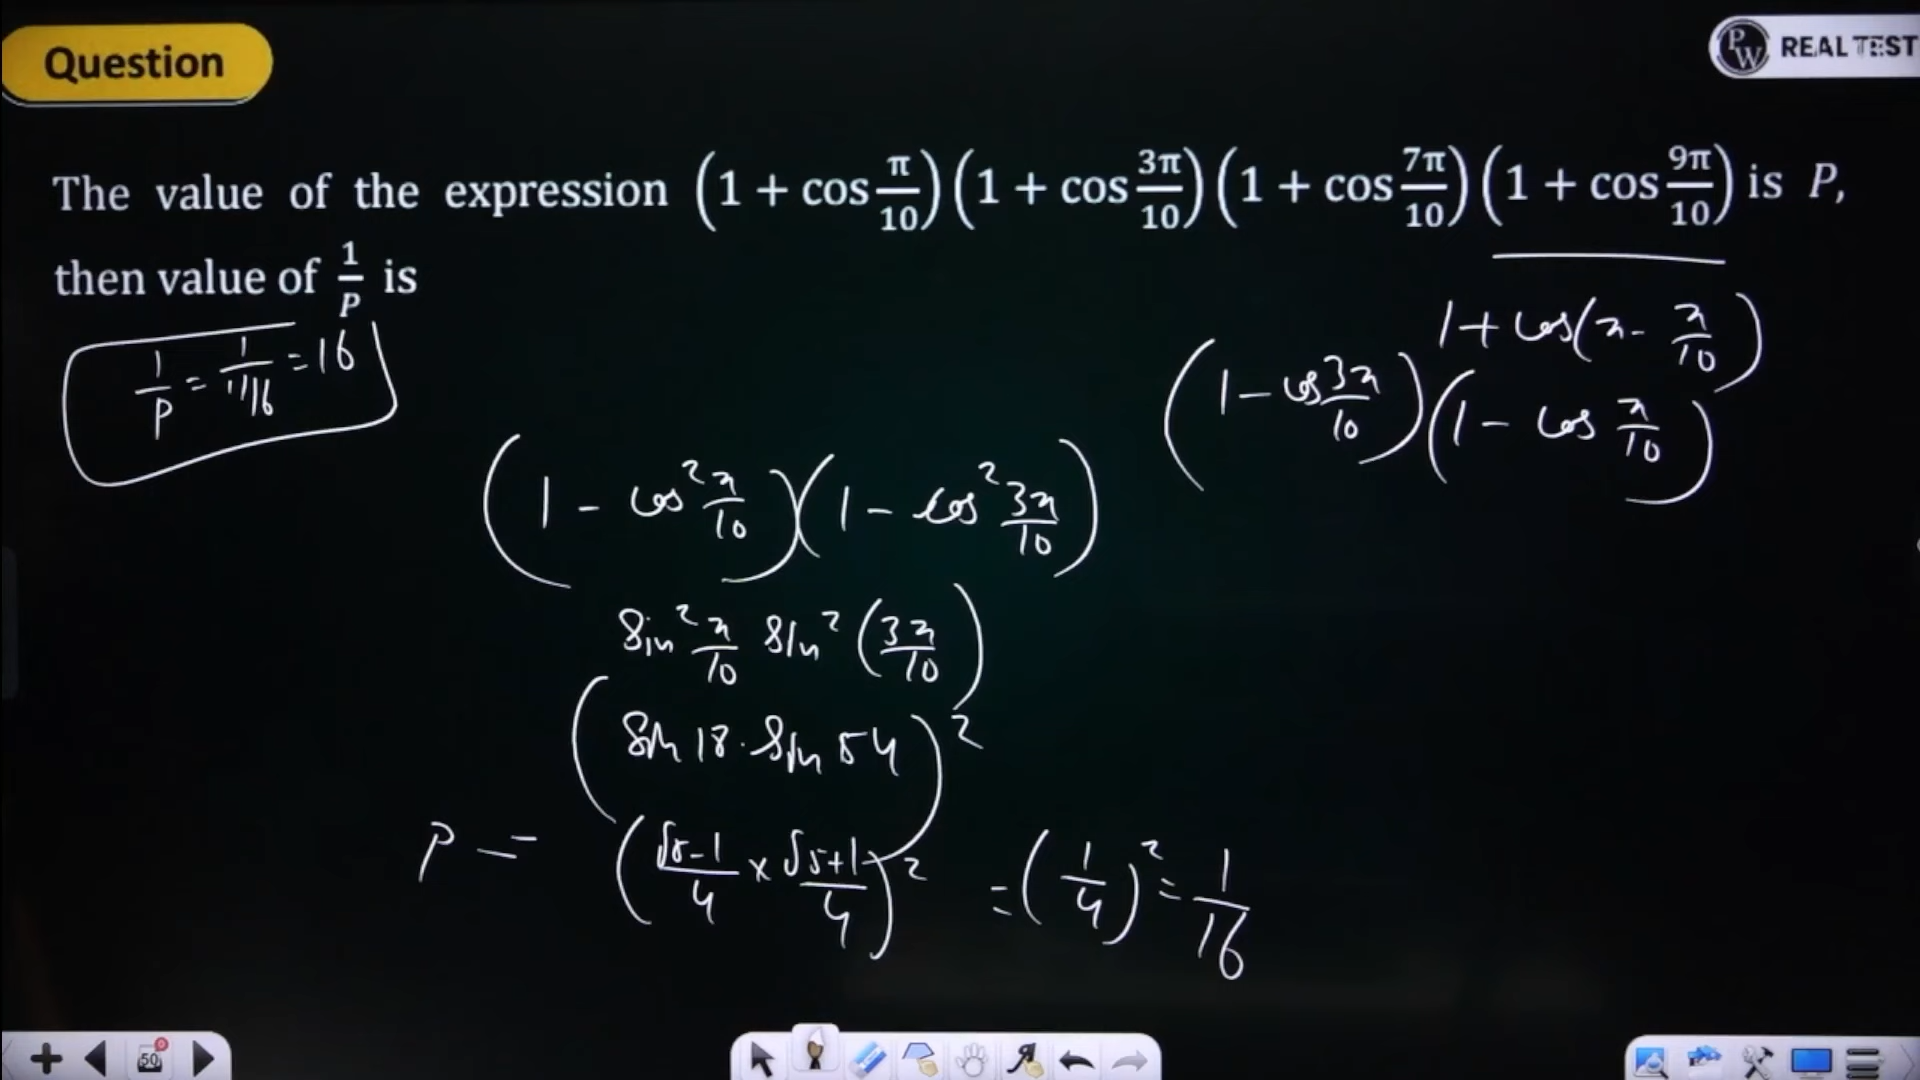 Question
PW REAL TEST
The value of the expression (1 + cos π/10)(1 + cos 3π/10)(1 + cos 7π/10)(1 + cos 9π/10) is P,
then value of 1/P is
1/P = 1/1/16 = 16
1 + cos(π - π/10)
(1 - cos 3π/10)(1 - cos π/10)
(1 - cos² π/10)(1 - cos² 3π/10)
sin² π/10 sin² (3π/10)
(sin 18 · sin 54)²
P = (√5-1/4 × √5+1/4)² = (1/4)² = 1/16
50
0